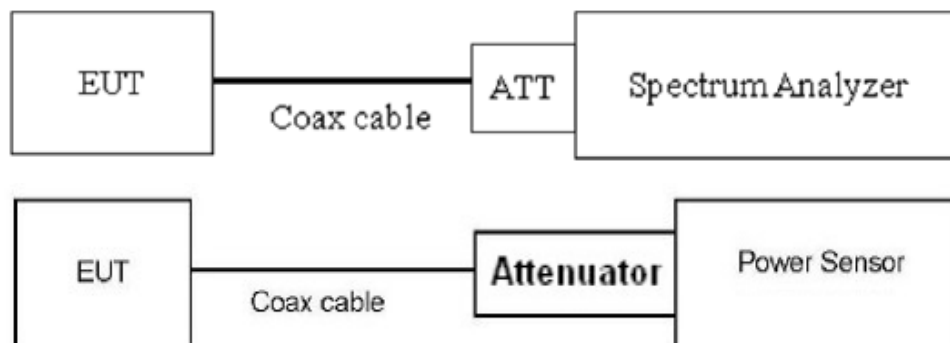 EUT
Coax cable
ATT
Spectrum Analyzer
EUT
Coax cable
Attenuator
Power Sensor